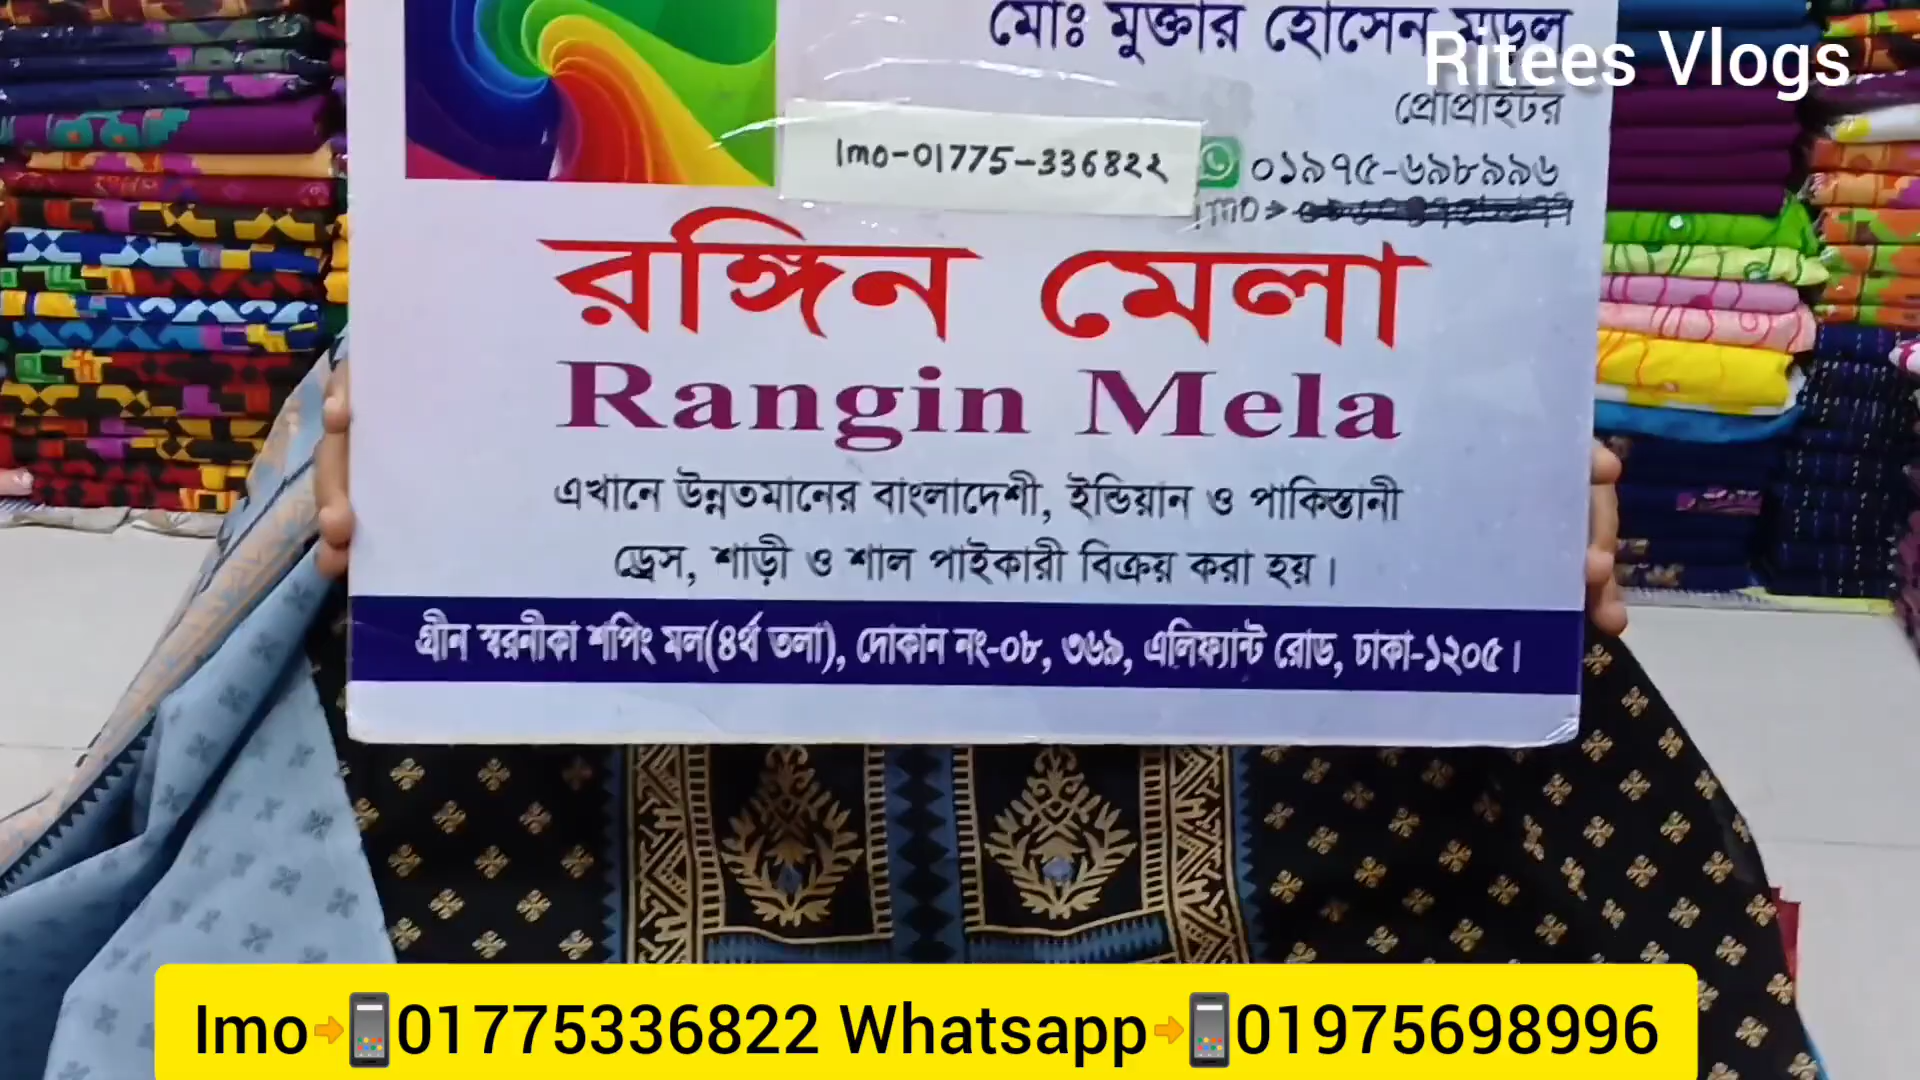 মোঃ মুক্তার হোসেন মন্ডল
Ritees Vlogs
প্রোপ্রাইটর
Imo-01775-336822
০১৯৭৫-৬৯৮৯৯৬
imo➔
রঙ্গিন মেলা
Rangin Mela
এখানে উন্নতমানের বাংলাদেশী, ইন্ডিয়ান ও পাকিস্তানী
ড্রেস, শাড়ী ও শাল পাইকারী বিক্রয় করা হয়।
গ্রীন স্বরনীকা শপিং মল(৪র্থ তলা), দোকান নং-০৮, ৩৬৯, এলিফ্যান্ট রোড, ঢাকা-১২০৫।
Imo➔📱01775336822 Whatsapp➔📱01975698996